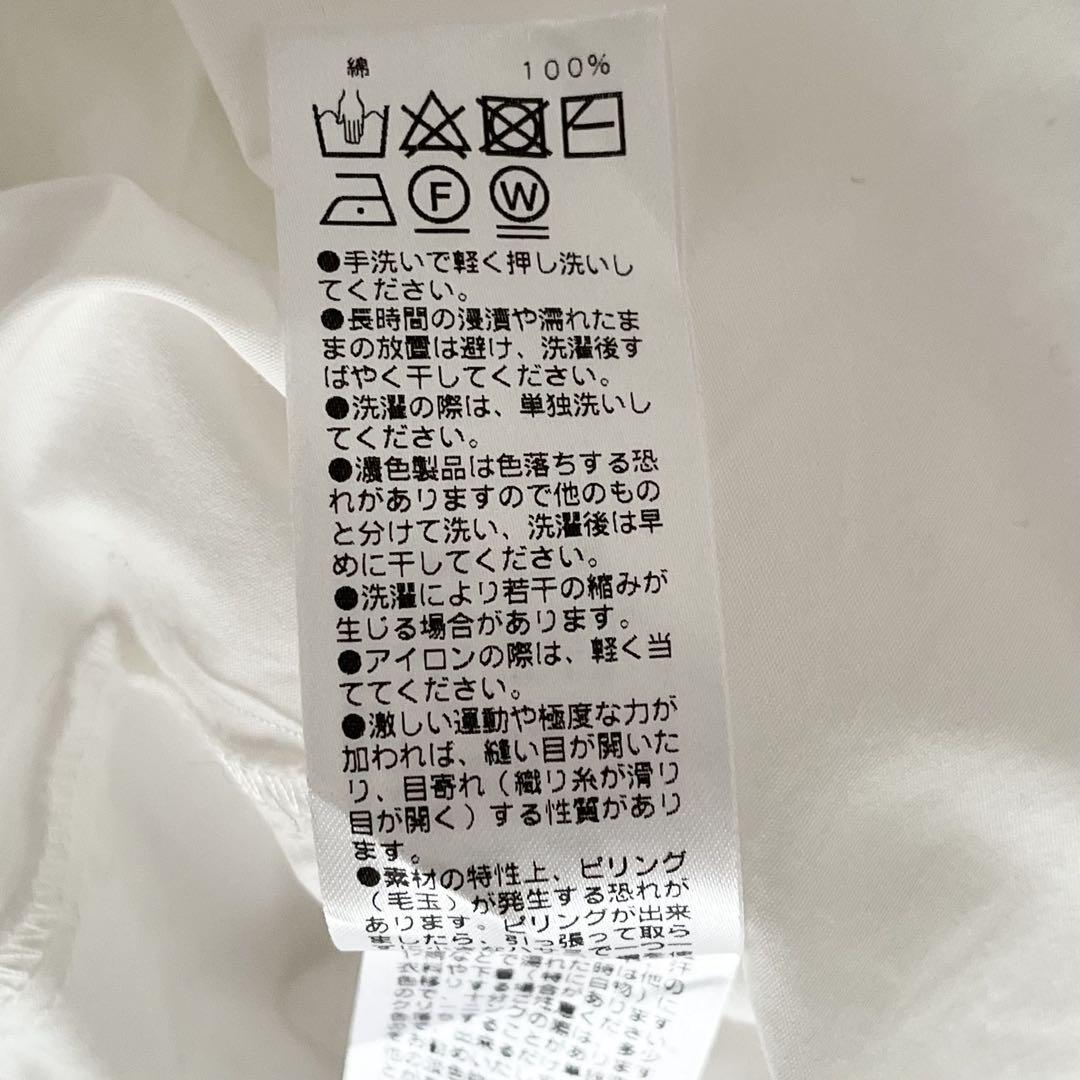 綿 100%
F W
●手洗いで軽く押し洗いし
てください。
●長時間の浸漬や濡れたま
まの放置は避け、洗濯後す
ばやく干してください。
●洗濯の際は、単独洗いし
てください。
●濃色製品は色落ちする恐
れがありますので他のもの
と分けて洗い、洗濯後は早
めに干してください。
●洗濯により若干の縮みが
生じる場合があります。
●アイロンの際は、軽く当
ててください。
●激しい運動や極度な力が
加われば、縫い目が開いた
り、目寄れ（織り糸が滑り
目が開く）する性質があり
ます。
●素材の特性上、ピリング
（毛玉）が発生する恐れが
あります。ピリングが出来
ましたら、引っ張って取ら